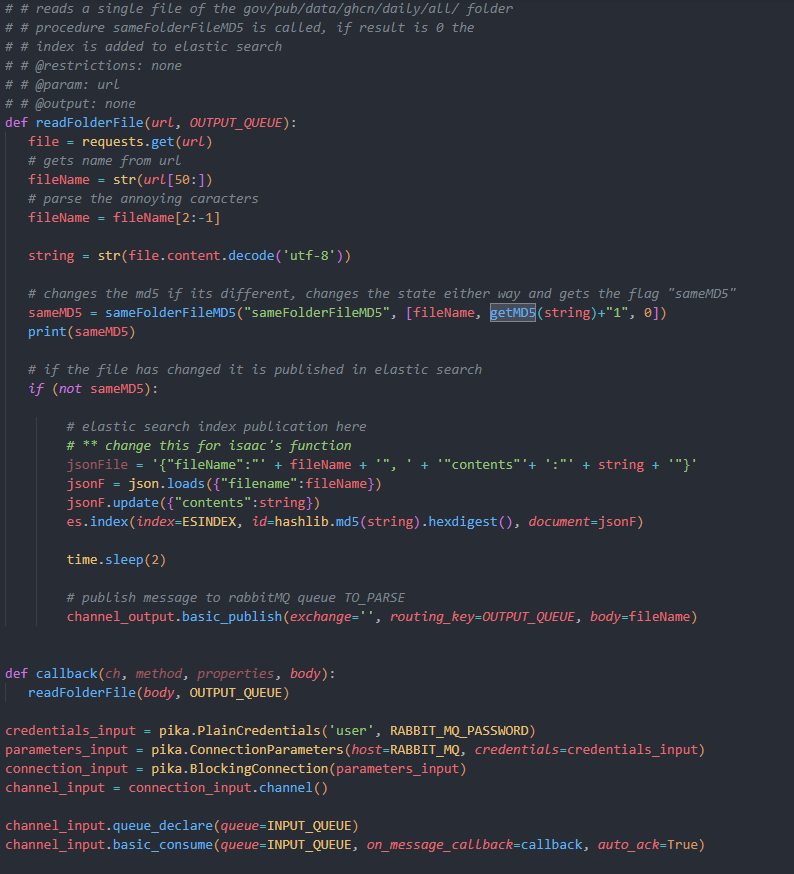 # # reads a single file of the gov/pub/data/ghcn/daily/all/ folder
# # procedure sameFolderFileMD5 is called, if result is 0 the
# # index is added to elastic search
# # @restrictions: none
# # @param: url
# # @output: none
def readFolderFile(url, OUTPUT_QUEUE):
file = requests.get(url)
# gets name from url
fileName = str(url[50:])
# parse the annoying caracters
fileName = fileName[2:-1]
string = str(file.content.decode('utf-8'))
# changes the md5 if its different, changes the state either way and gets the flag "sameMD5"
sameMD5 = sameFolderFileMD5("sameFolderFileMD5", [fileName, getMD5(string)+"1", 0])
print(sameMD5)
# if the file has changed it is published in elastic search
if (not sameMD5):
# elastic search index publication here
# ** change this for isaac's function
jsonFile = '{"fileName":"' + fileName + '", ' + '"contents"'+ ':"' + string + '"}'
jsonF = json.loads({"filename":fileName})
jsonF.update({"contents":string})
es.index(index=ESINDEX, id=hashlib.md5(string).hexdigest(), document=jsonF)
time.sleep(2)
# publish message to rabbitMQ queue TO_PARSE
channel_output.basic_publish(exchange='', routing_key=OUTPUT_QUEUE, body=fileName)
def callback(ch, method, properties, body):
readFolderFile(body, OUTPUT_QUEUE)
credentials_input = pika.PlainCredentials('user', RABBIT_MQ_PASSWORD)
parameters_input = pika.ConnectionParameters(host=RABBIT_MQ, credentials=credentials_input)
connection_input = pika.BlockingConnection(parameters_input)
channel_input = connection_input.channel()
channel_input.queue_declare(queue=INPUT_QUEUE)
channel_input.basic_consume(queue=INPUT_QUEUE, on_message_callback=callback, auto_ack=True)